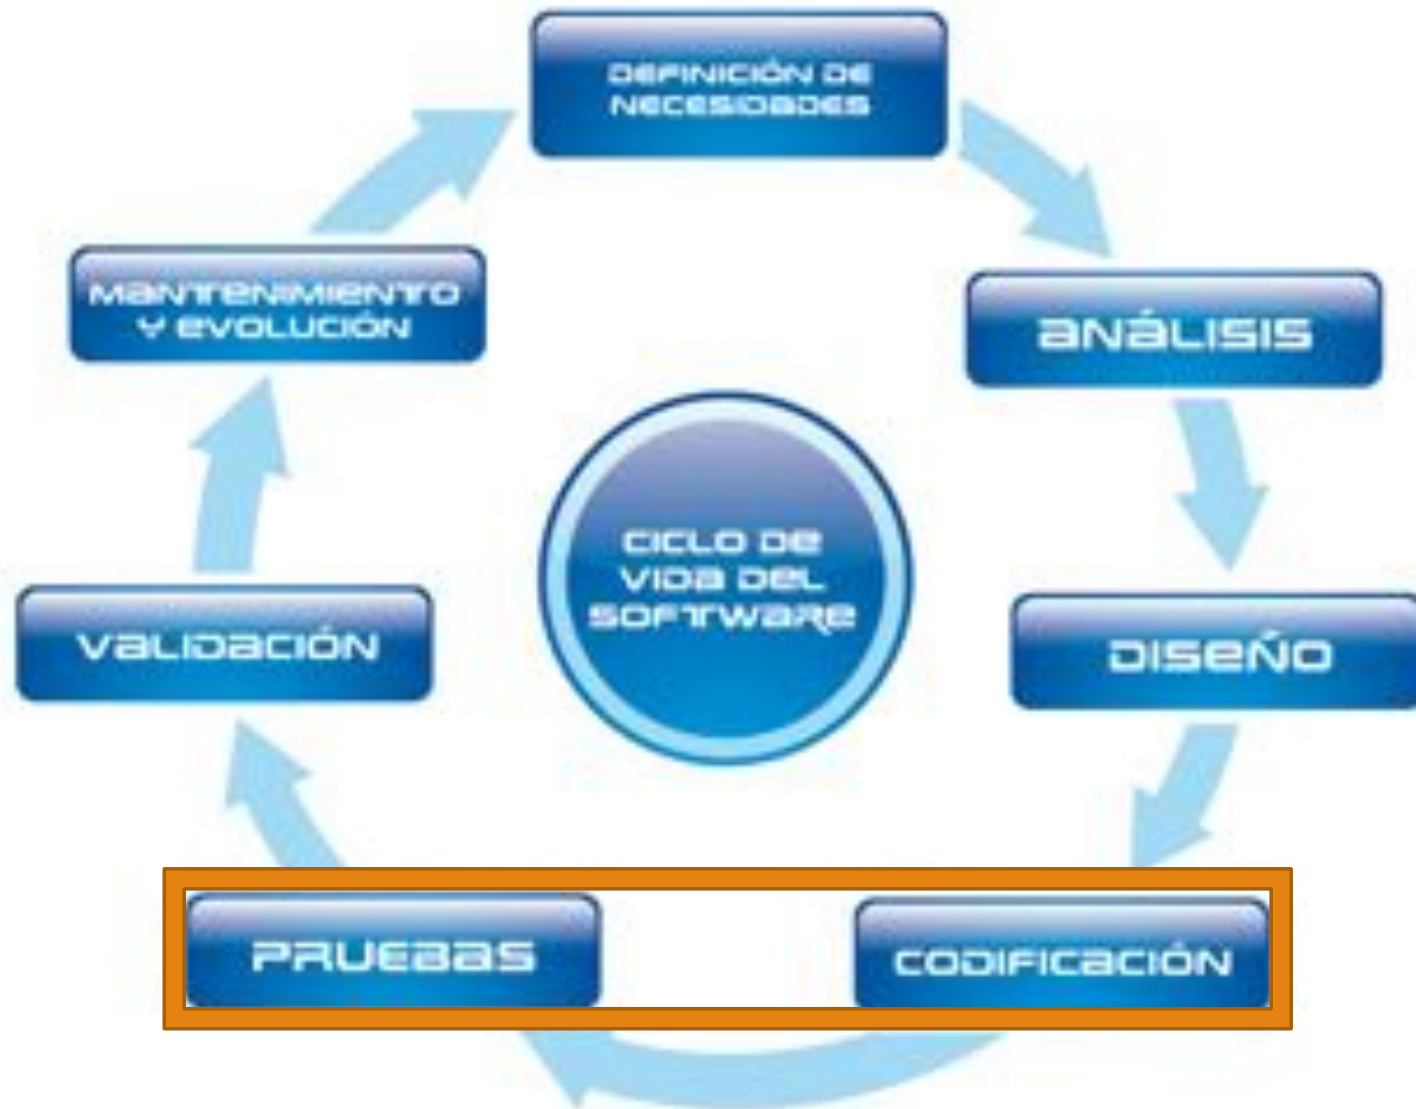 DEFINICIÓN DE
NECESIDADES
ANÁLISIS
DISEÑO
CODIFICACIÓN
PRUEBAS
VALIDACIÓN
MANTENIMIENTO
Y EVOLUCIÓN
CICLO DE
VIDA DEL
SOFTWARE